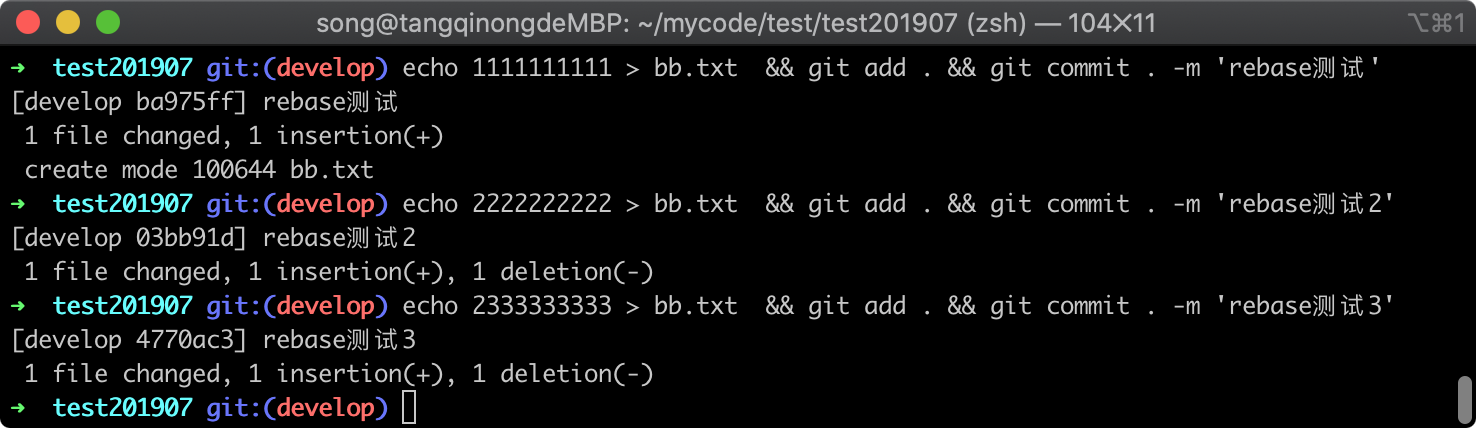 song@tangqinongdeMBP: ~/mycode/test/test201907 (zsh) — 104×11 ⌥⌘1
➜  test201907 git:(develop) echo 1111111111 > bb.txt  && git add . && git commit . -m 'rebase测试'
[develop ba975ff] rebase测试
 1 file changed, 1 insertion(+)
 create mode 100644 bb.txt
➜  test201907 git:(develop) echo 2222222222 > bb.txt  && git add . && git commit . -m 'rebase测试2'
[develop 03bb91d] rebase测试2
 1 file changed, 1 insertion(+), 1 deletion(-)
➜  test201907 git:(develop) echo 2333333333 > bb.txt  && git add . && git commit . -m 'rebase测试3'
[develop 4770ac3] rebase测试3
 1 file changed, 1 insertion(+), 1 deletion(-)
➜  test201907 git:(develop)